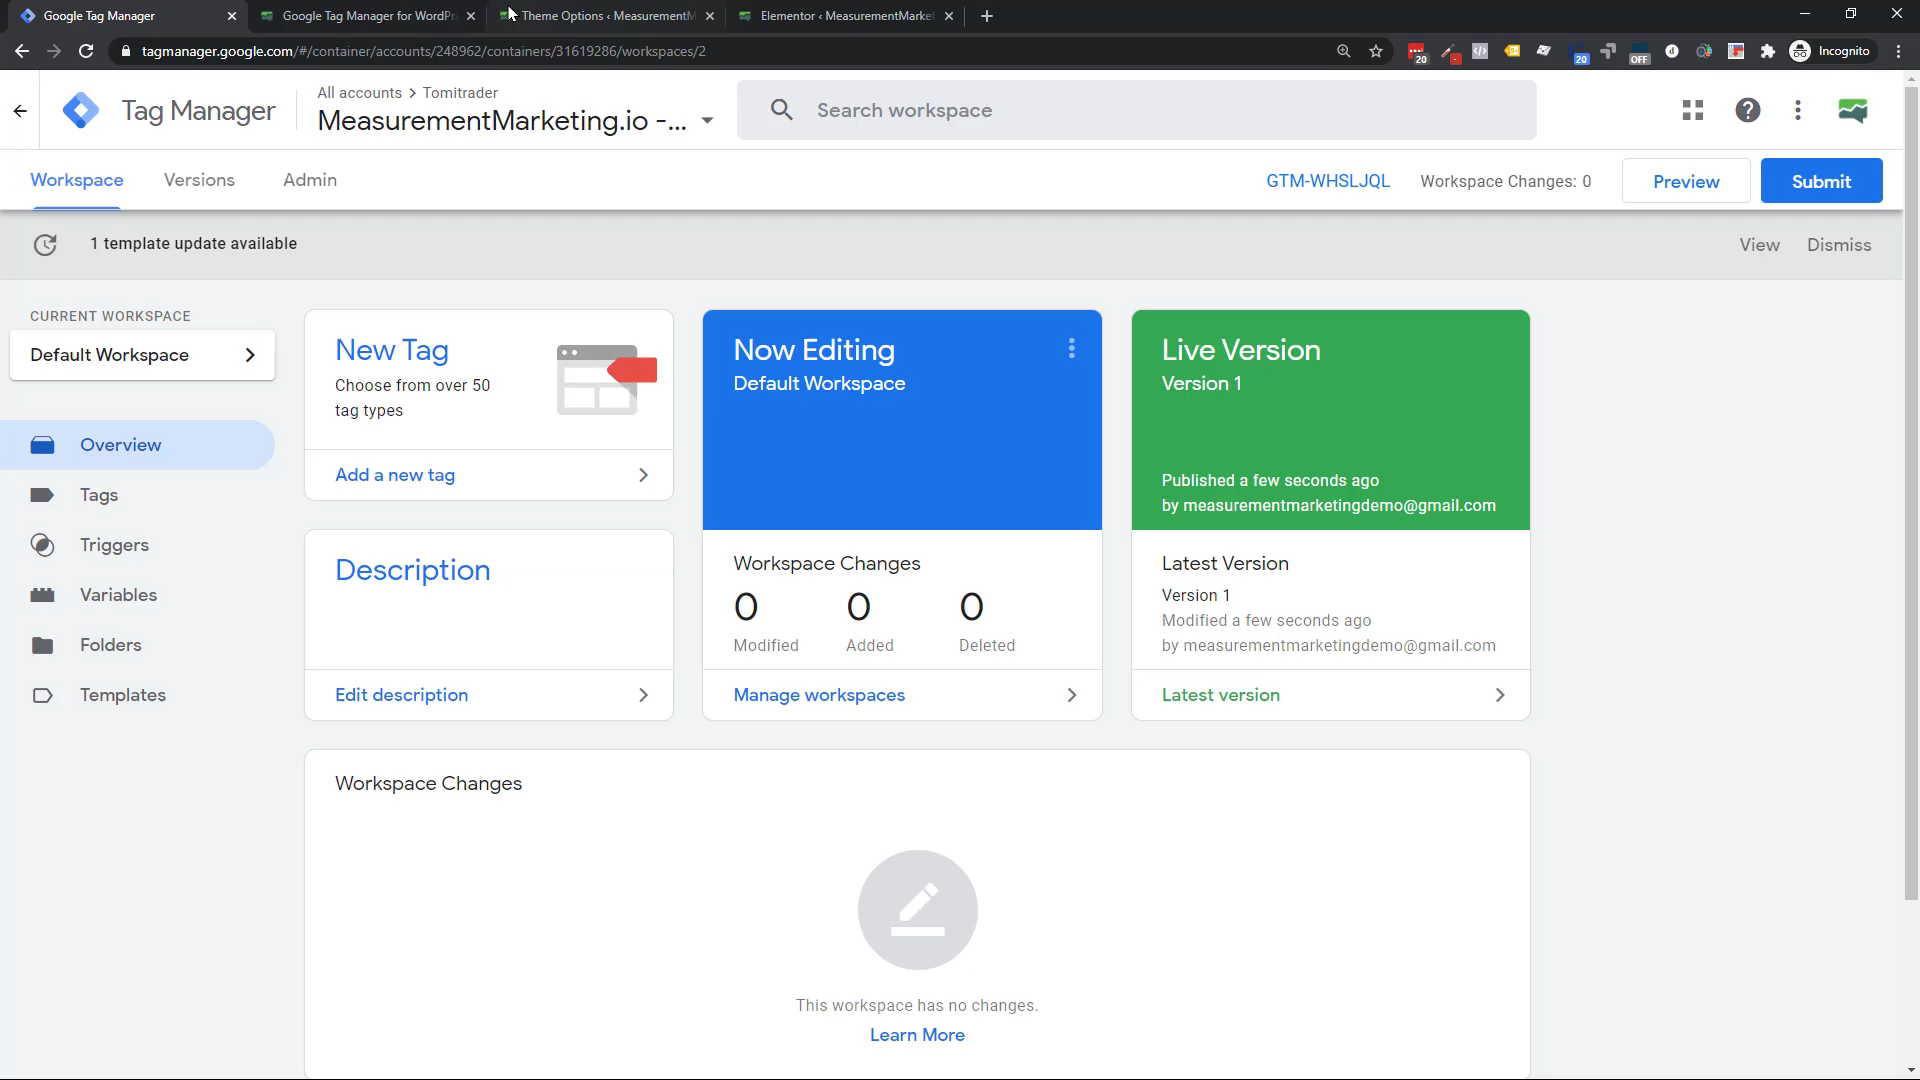 Google Tag Manager
Google Tag Manager for WordPr
Theme Options ‹ MeasurementM
Elementor ‹ MeasurementMarke
tagmanager.google.com/#/container/accounts/248962/containers/31619286/workspaces/2
20
20
OFF
d
Incognito
Tag Manager
All accounts > Tomitrader
MeasurementMarketing.io -...
Search workspace
Workspace
Versions
Admin
GTM-WHSLJQL
Workspace Changes: 0
Preview
Submit
1 template update available
View
Dismiss
CURRENT WORKSPACE
Default Workspace
Overview
Tags
Triggers
Variables
Folders
Templates
New Tag
Choose from over 50
tag types
Add a new tag
Description
Edit description
Now Editing
Default Workspace
Workspace Changes
0 0 0
Modified Added Deleted
Manage workspaces
Live Version
Version 1
Published a few seconds ago
by measurementmarketingdemo@gmail.com
Latest Version
Version 1
Modified a few seconds ago
by measurementmarketingdemo@gmail.com
Latest version
Workspace Changes
This workspace has no changes.
Learn More